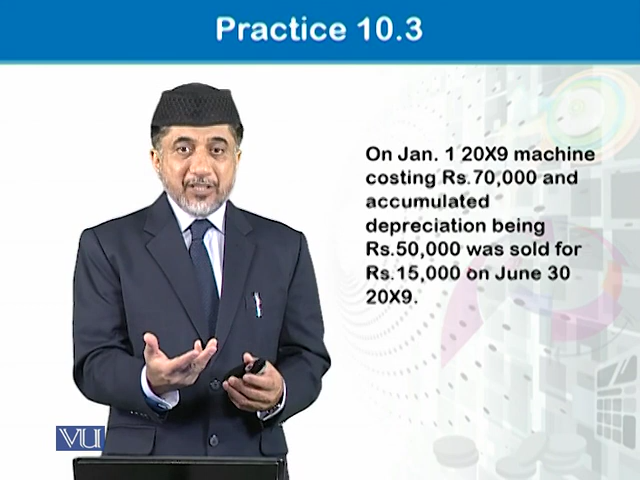 Practice 10.3
On Jan. 1 20X9 machine
costing Rs.70,000 and
accumulated
depreciation being
Rs.50,000 was sold for
Rs.15,000 on June 30
20X9.
VU